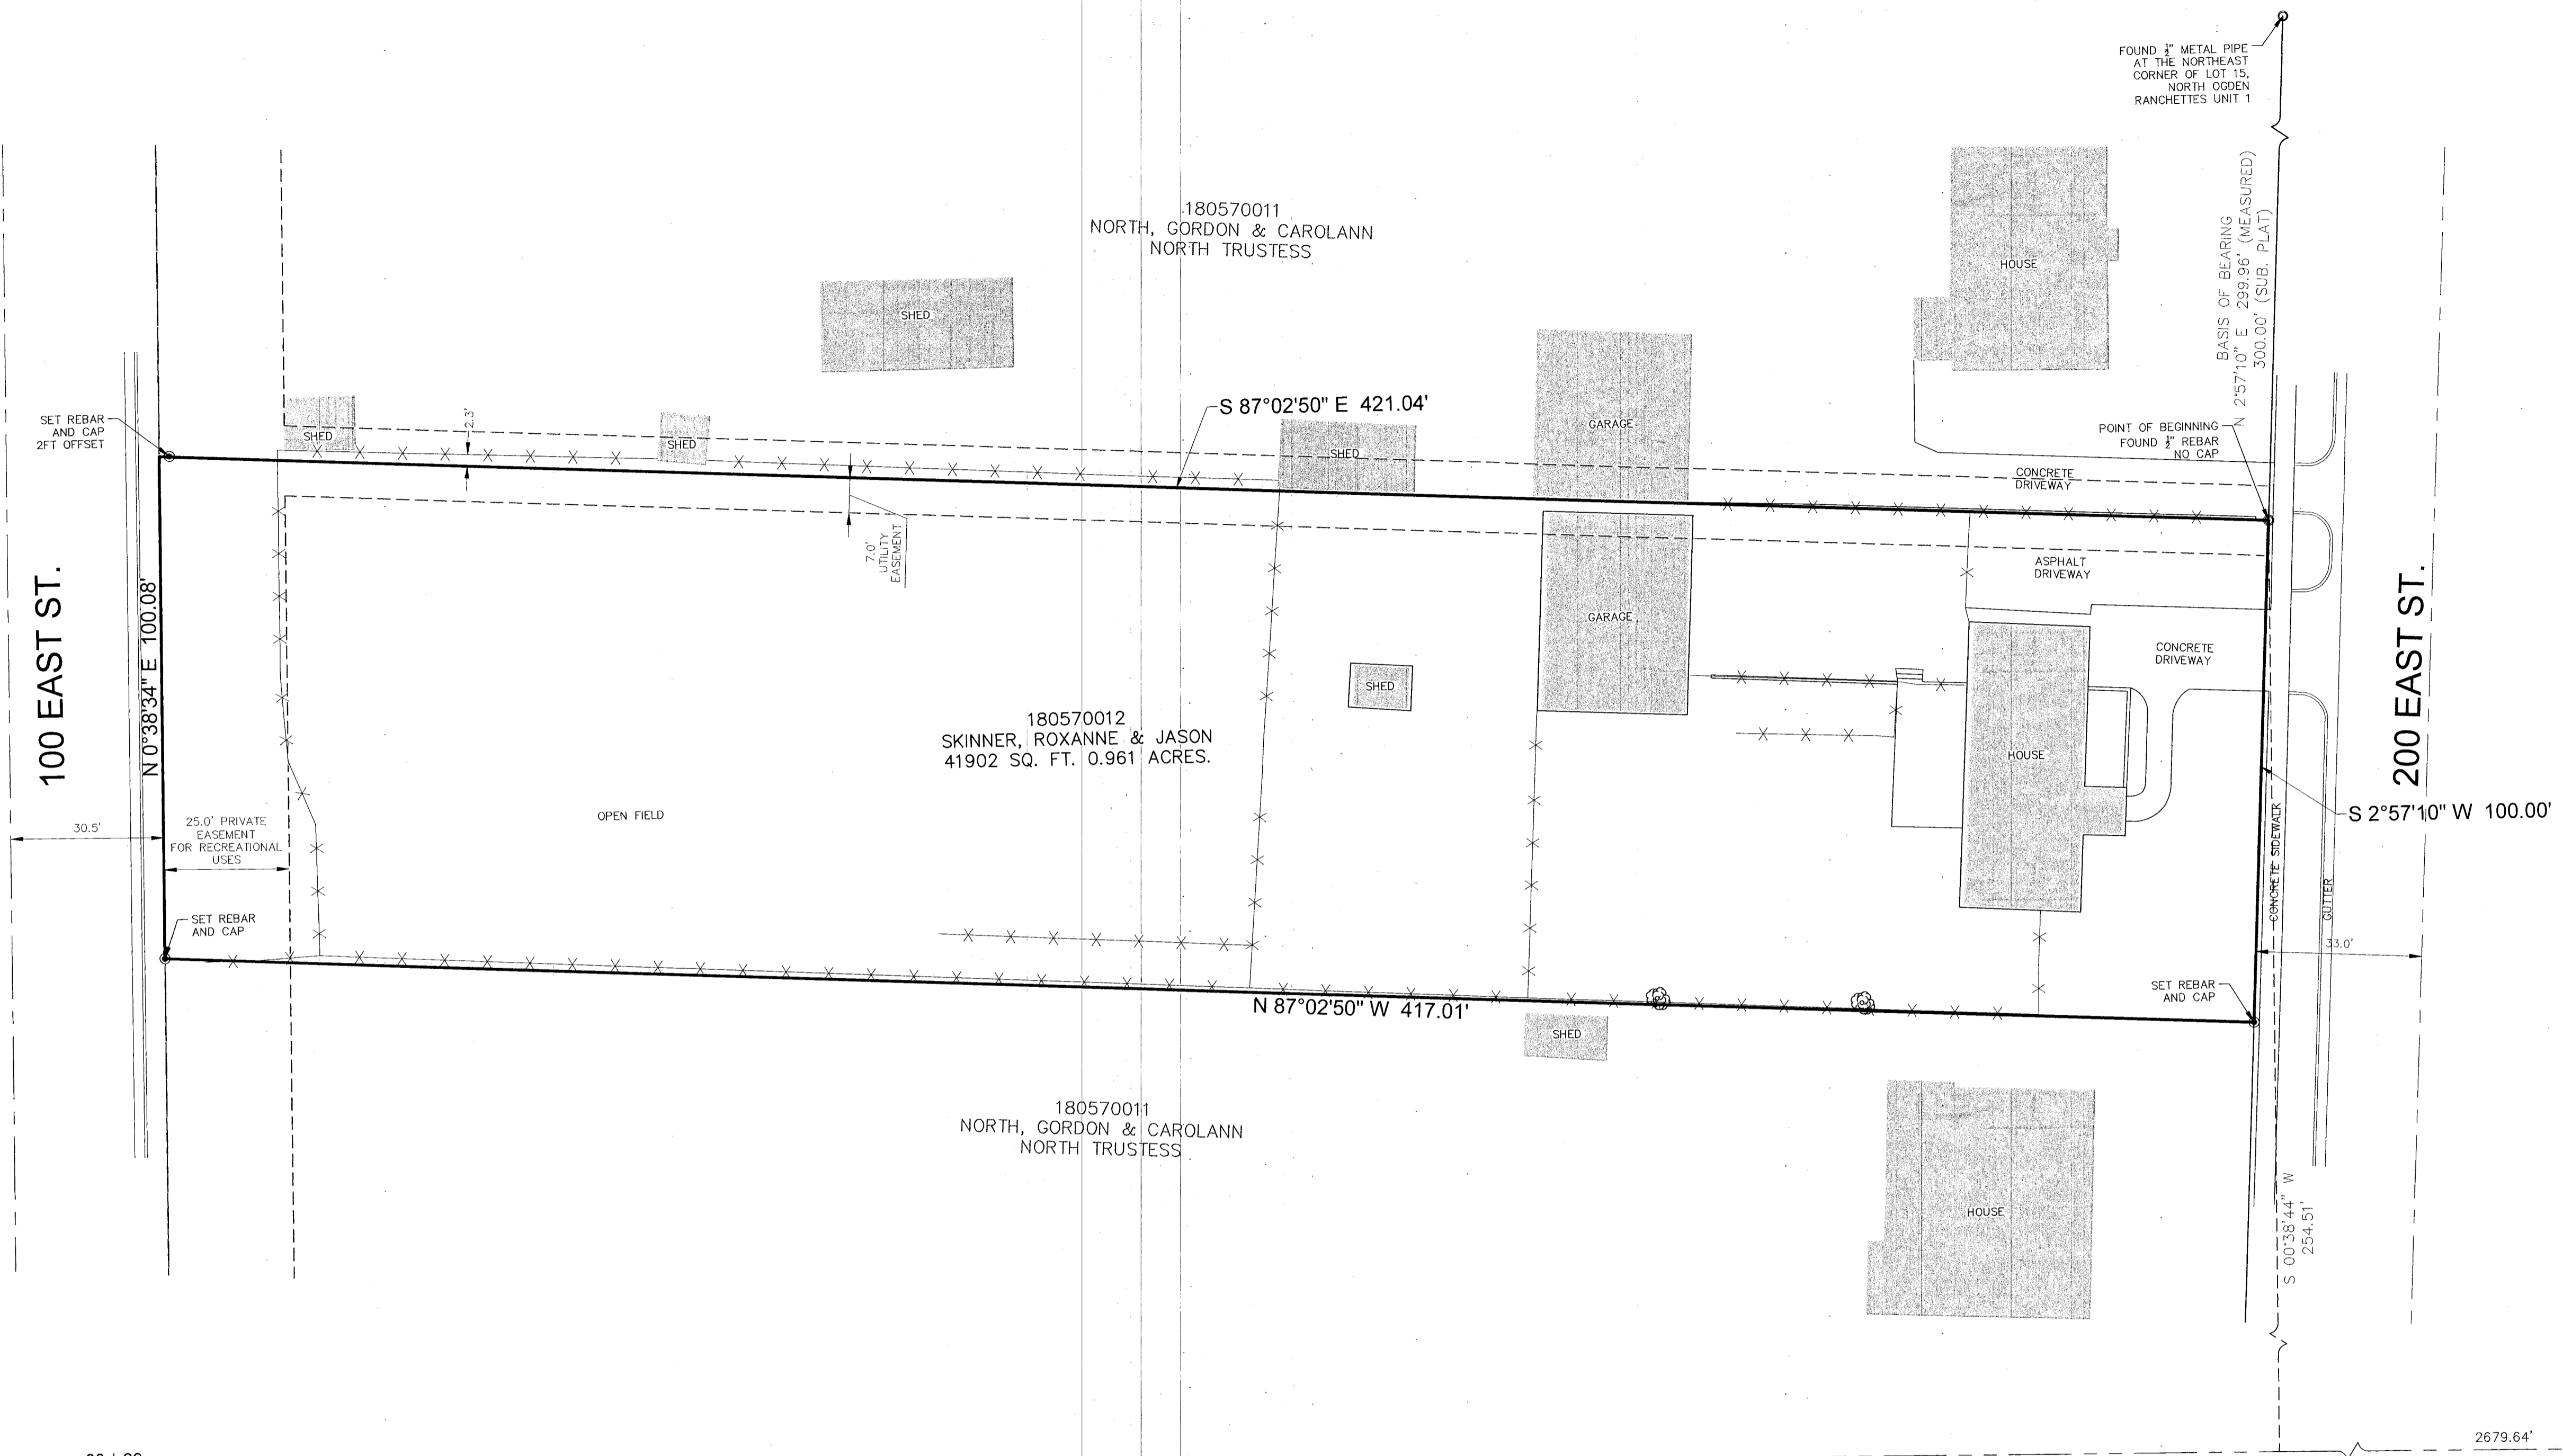 FOUND ½" METAL PIPE
AT THE NORTHEAST
CORNER OF LOT 15,
NORTH OGDEN
RANCHETTES UNIT 1
BASIS OF BEARING
N 2°57'10" E 299.96' (MEASURED)
300.00' (SUB. PLAT)
180570011
NORTH, GORDON & CAROLANN
NORTH TRUSTESS
HOUSE
SHED
S 87°02'50" E 421.04'
SET REBAR
AND CAP
2FT OFFSET
SHED
2.3'
SHED
SHED
GARAGE
POINT OF BEGINNING
FOUND ½" REBAR
NO CAP
CONCRETE
DRIVEWAY
7.0'
UTILITY
EASEMENT
ASPHALT
DRIVEWAY
100 EAST ST.
N 0°38'34" E 100.08'
GARAGE
CONCRETE
DRIVEWAY
200 EAST ST.
SHED
180570012
SKINNER, ROXANNE & JASON
41902 SQ. FT. 0.961 ACRES.
HOUSE
OPEN FIELD
30.5'
25.0' PRIVATE
EASEMENT
FOR RECREATIONAL
USES
S 2°57'10" W 100.00'
CONCRETE SIDEWALK
GUTTER
33.0'
SET REBAR
AND CAP
SET REBAR
AND CAP
N 87°02'50" W 417.01'
SHED
180570011
NORTH, GORDON & CAROLANN
NORTH TRUSTESS
HOUSE
S 00°38'44" W
254.51'
2679.64'